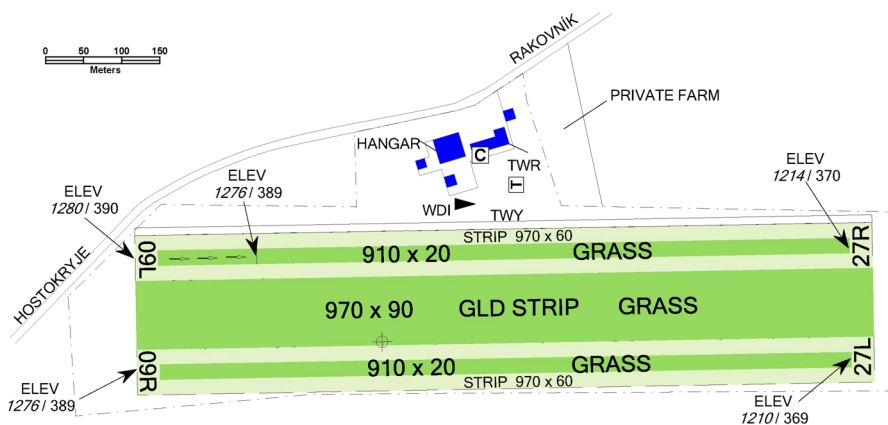 0 50 100 150
Meters
RAKOVNÍK
PRIVATE FARM
HANGAR
C
TWR
T
WDI
TWY
ELEV
1280 / 390
ELEV
1276 / 389
ELEV
1214 / 370
HOSTOKRYJE
STRIP 970 x 60
09L
910 x 20 GRASS
27R
970 x 90 GLD STRIP GRASS
09R
910 x 20 GRASS
27L
STRIP 970 x 60
ELEV
1276 / 389
ELEV
1210 / 369